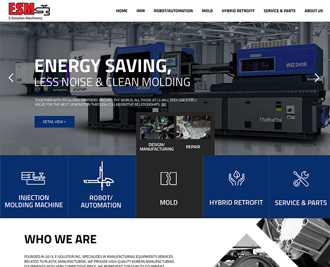 ESM
E-Solution Machinery
HOME IMM ROBOT/AUTOMATION MOLD HYBRID RETROFIT SERVICE & PARTS ABOUT US
ENERGY SAVING,
LESS NOISE & CLEAN MOLDING
TOGETHER WITH ITS GLOBAL PARTNERS AROUND THE WORLD, ALL THOSE AT ES WILL SEEK GREATER
VALUE FOR THE NEXT GENERATION THROUGH COLLABORATIVE RELATIONSHIPS.
DETAIL VIEW >
DESIGN/
MANUFACTURING
REPAIR
INJECTION
MOLDING MACHINE
ROBOT/
AUTOMATION
MOLD
HYBRID RETROFIT
SERVICE & PARTS
WHO WE ARE
FOUNDED IN 2013, E-SOLUTION INC. SPECIALIZES IN MANUFACTURING EQUIPMENTS SERVICES
RELATED TO PLASTIC MANUFACTURING. WE PROVIDE HIGH QUALITY KOREAN MANUFACTURING